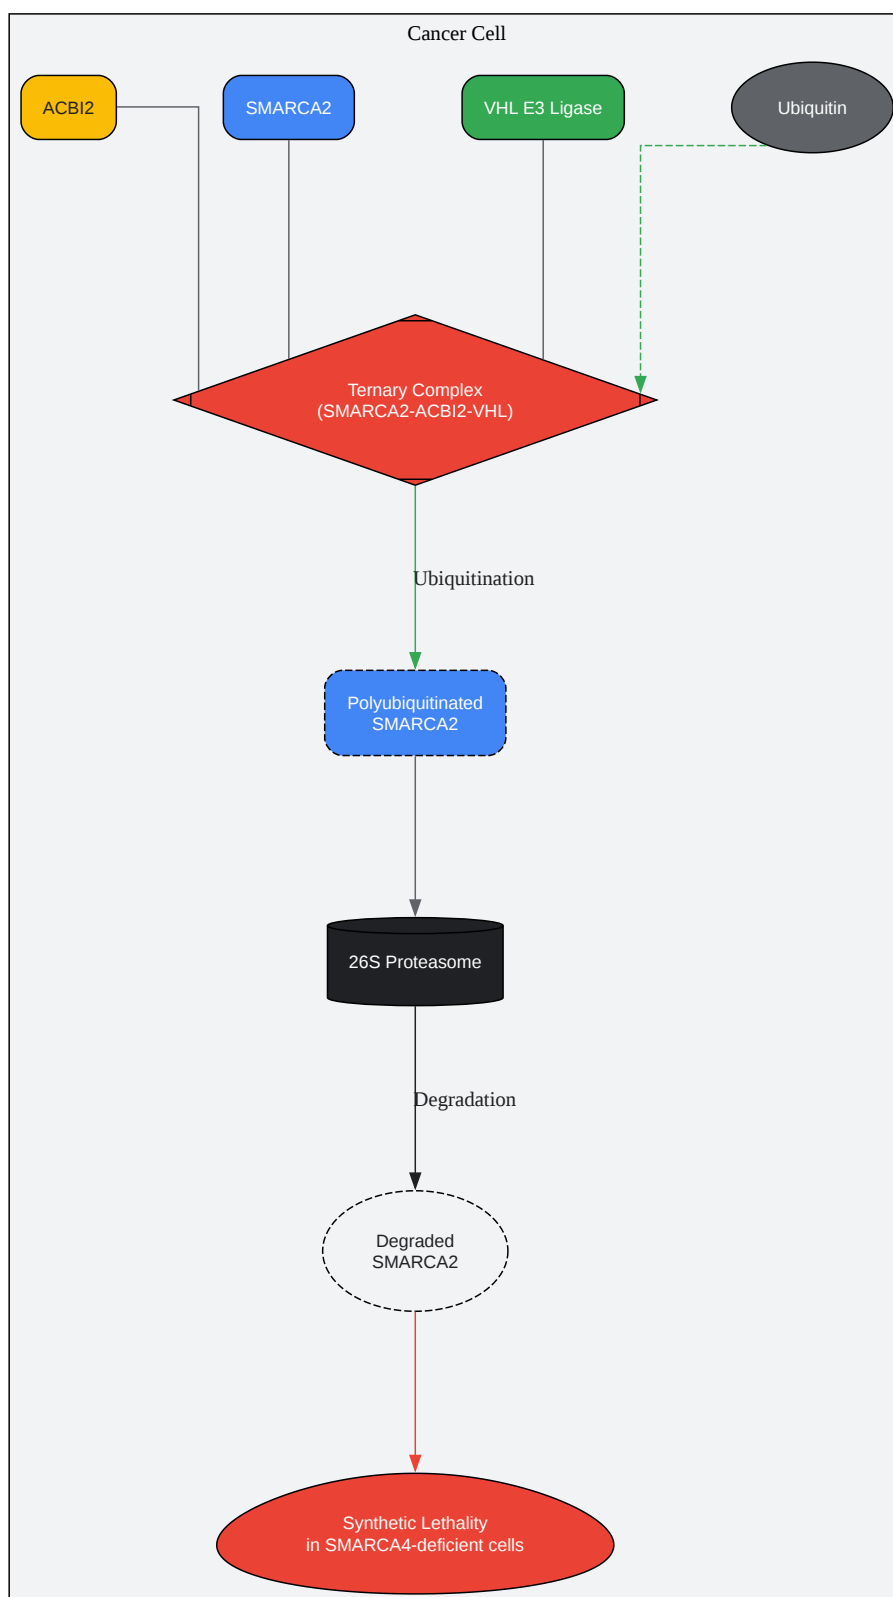 Cancer Cell
ACBI2
SMARCA2
VHL E3 Ligase
Ubiquitin
Ternary Complex
(SMARCA2-ACBI2-VHL)
Ubiquitination
Polyubiquitinated
SMARCA2
26S Proteasome
Degradation
Degraded
SMARCA2
Synthetic Lethality
in SMARCA4-deficient cells